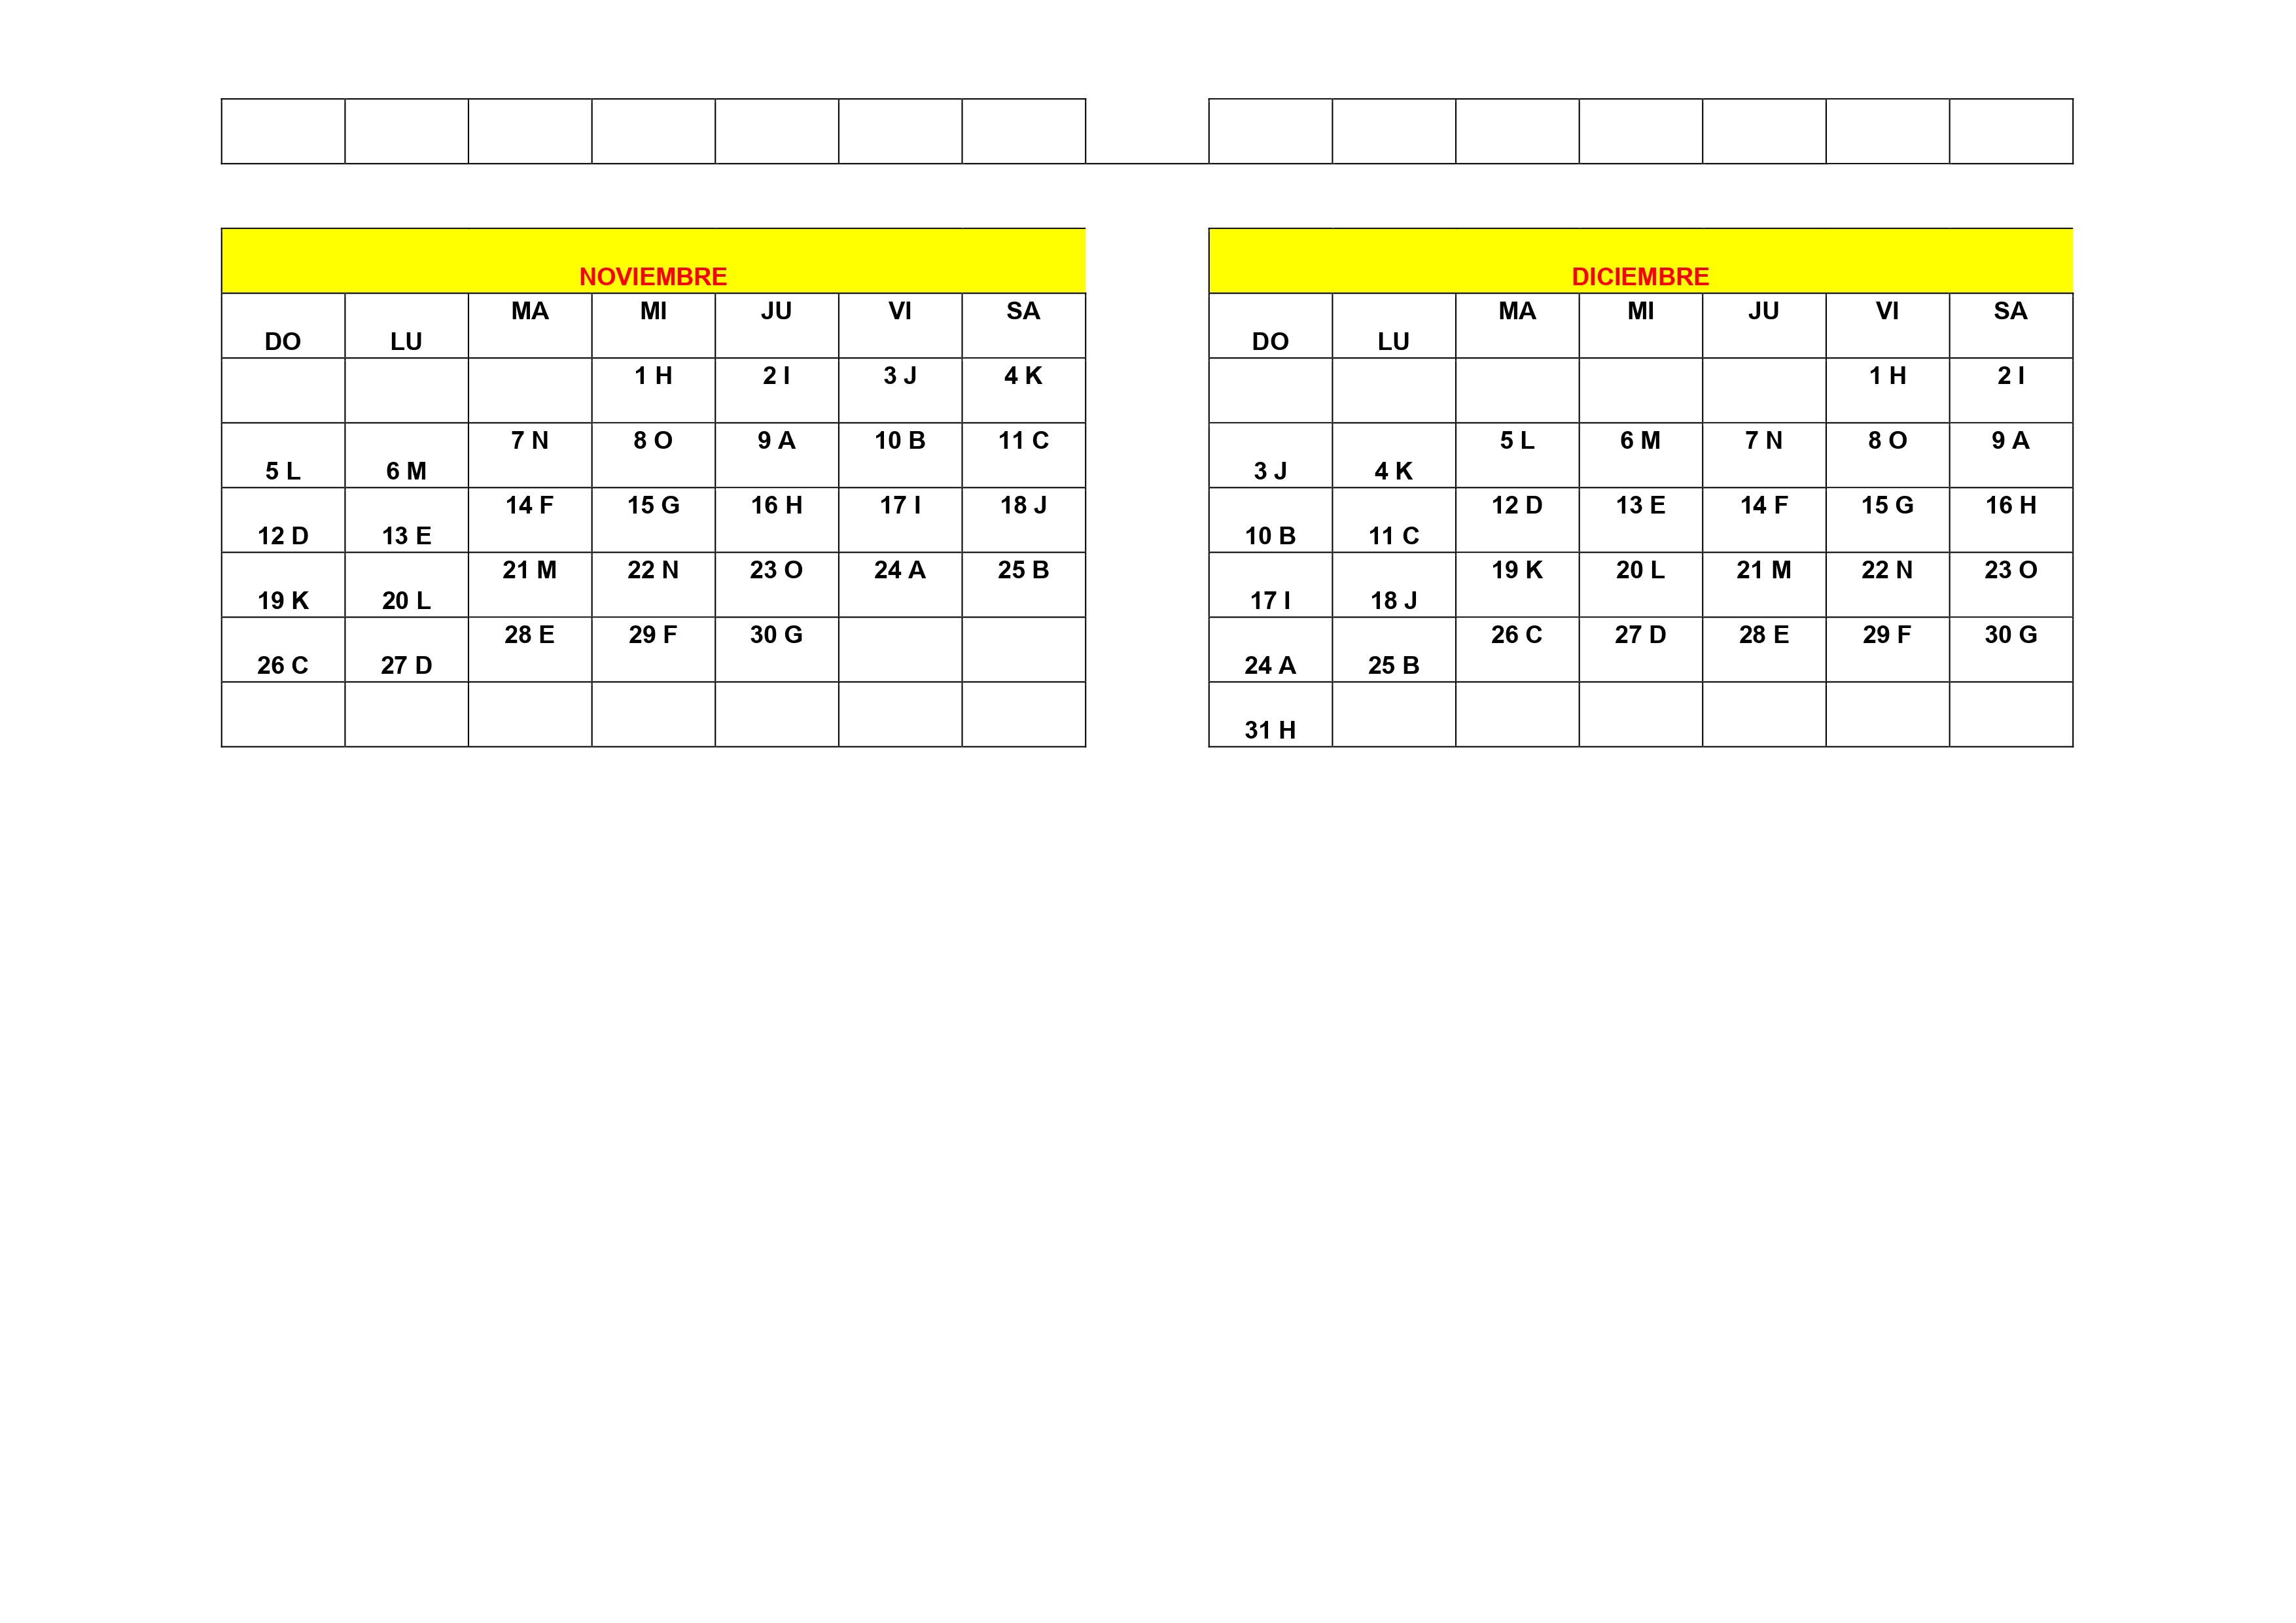 NOVIEMBRE
DO LU MA MI JU VI SA
1 H 2 I 3 J 4 K
5 L 6 M 7 N 8 O 9 A 10 B 11 C
12 D 13 E 14 F 15 G 16 H 17 I 18 J
19 K 20 L 21 M 22 N 23 O 24 A 25 B
26 C 27 D 28 E 29 F 30 G
DICIEMBRE
DO LU MA MI JU VI SA
1 H 2 I
3 J 4 K 5 L 6 M 7 N 8 O 9 A
10 B 11 C 12 D 13 E 14 F 15 G 16 H
17 I 18 J 19 K 20 L 21 M 22 N 23 O
24 A 25 B 26 C 27 D 28 E 29 F 30 G
31 H